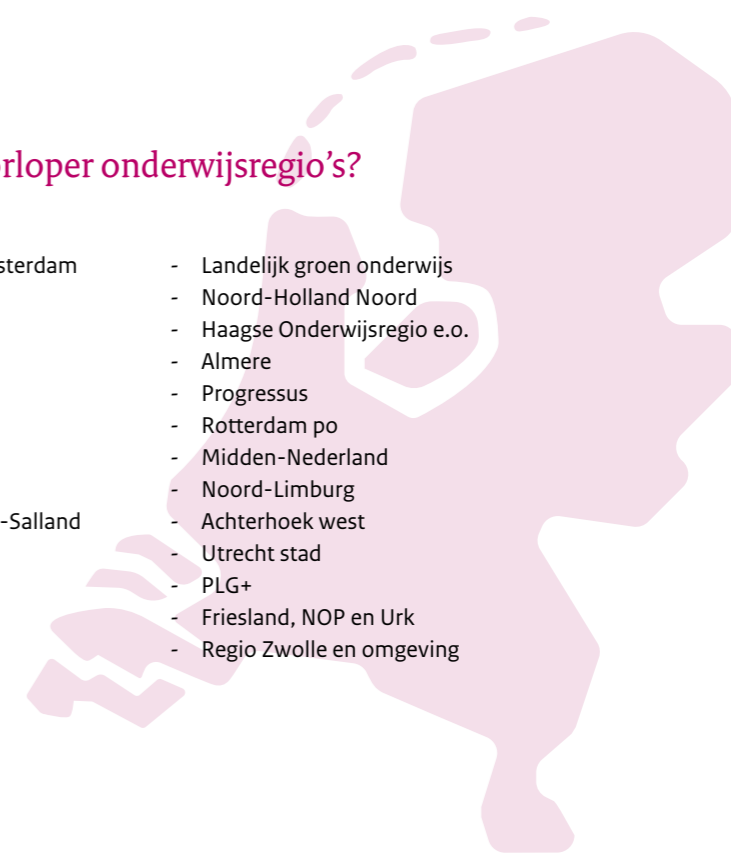 rloper onderwijsregio's?
sterdam
-Salland
- Landelijk groen onderwijs
- Noord-Holland Noord
- Haagse Onderwijsregio e.o.
- Almere
- Progressus
- Rotterdam po
- Midden-Nederland
- Noord-Limburg
- Achterhoek west
- Utrecht stad
- PLG+
- Friesland, NOP en Urk
- Regio Zwolle en omgeving